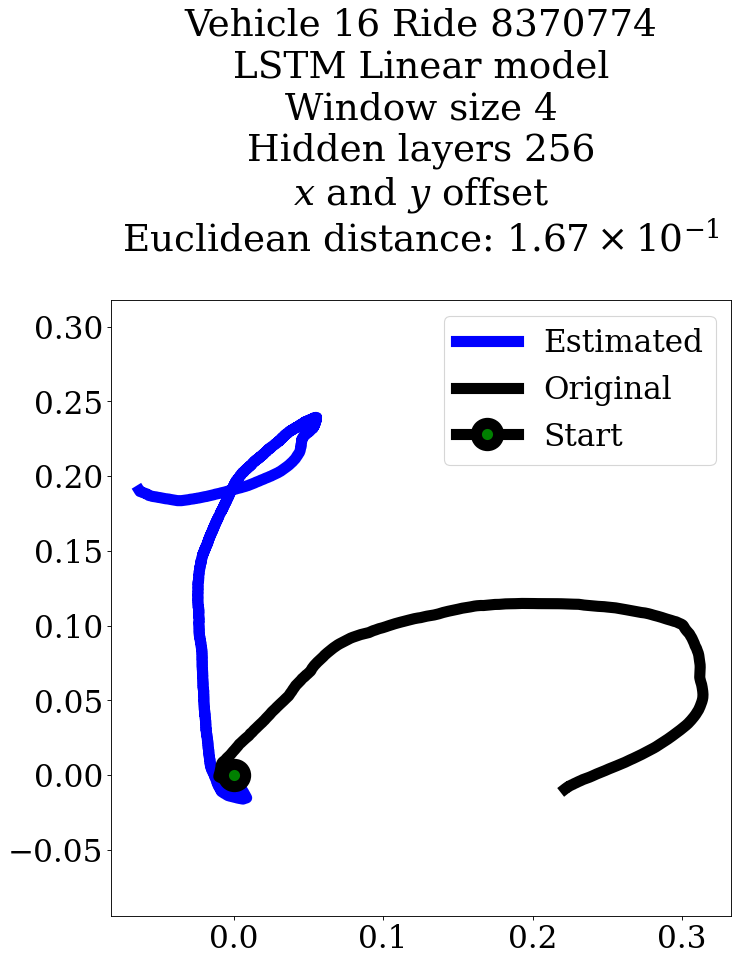 Vehicle 16 Ride 8370774
LSTM Linear model
Window size 4
Hidden layers 256
x and y offset
Euclidean distance: 1.67 × 10⁻¹
Estimated
Original
Start
0.30
0.25
0.20
0.15
0.10
0.05
0.00
−0.05
0.0 0.1 0.2 0.3